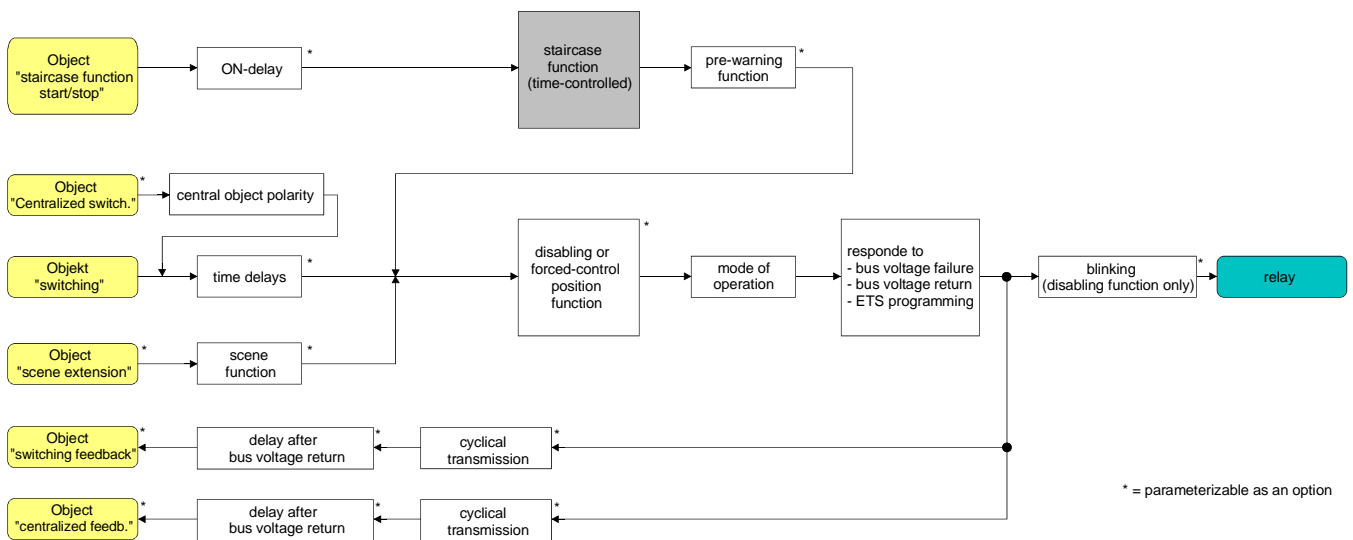 Object
"staircase function
start/stop"
*
ON-delay
staircase
function
(time-controlled)
*
pre-warning
function
*
Object
"Centralized switch."
central object polarity
Objekt
"switching"
*
time delays
*
disabling or
forced-control
position
function
mode of
operation
responde to
- bus voltage failure
- bus voltage return
- ETS programming
*
blinking
(disabling function only)
relay
*
Object
"scene extension"
*
scene
function
*
Object
"switching feedback"
*
delay after
bus voltage return
*
cyclical
transmission
*
Object
"centralized feedb."
*
delay after
bus voltage return
*
cyclical
transmission
* = parameterizable as an option